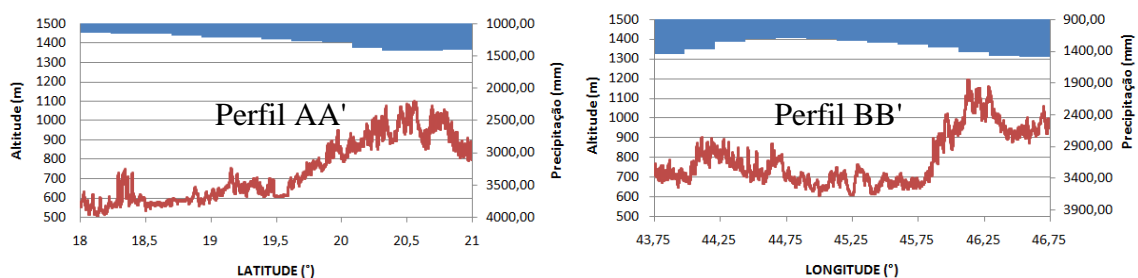 1500 1000,00 1500 900,00
1400 1400
1300 1500,00 1300 1400,00
1200 2000,00 1200 1900,00
1100 1100
1000 2500,00 1000 2400,00
900 Perfil AA' 900 Perfil BB'
800 3000,00 800 2900,00
700 3500,00 700 3400,00
600 600
500 4000,00 500 3900,00
Altitude (m) Precipitação (mm) Altitude (m) Precipitação (mm)
18 18,5 19 19,5 20 20,5 21 43,75 44,25 44,75 45,25 45,75 46,25 46,75
LATITUDE (°) LONGITUDE (°)